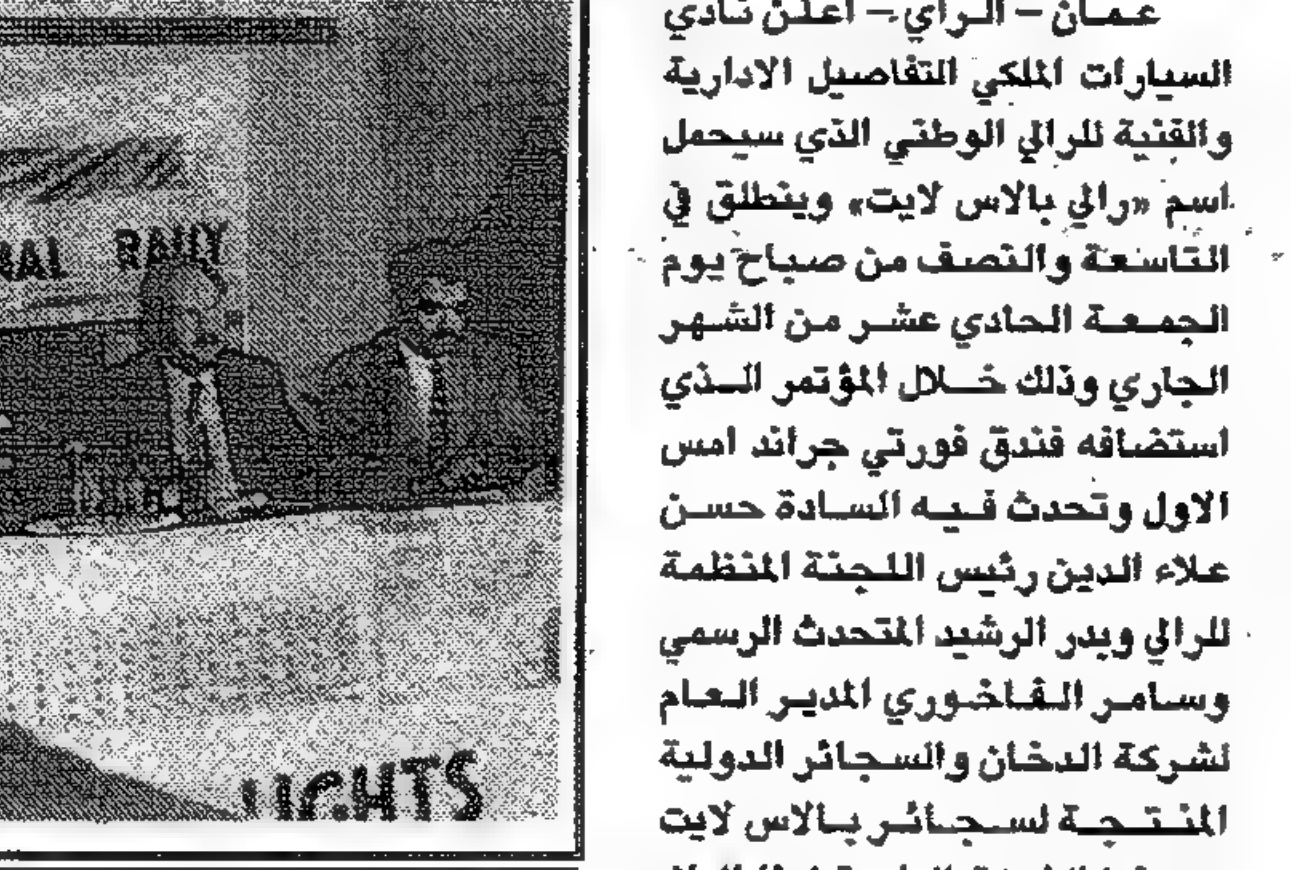 عمان – الراي– اعلن نادي
السيارات الملكي التفاصيل الادارية
والفنية للرالي الوطني الذي سيحمل
اسم «رالي بالاس لايت» وينطلق في
التاسعة والنصف من صباح يوم
الجمعة الحادي عشر من الشهر
الجاري وذلك خلال المؤتمر الذي
استضافه فندق فورتي جراند امس
الاول وتحدث فيه السادة حسن
علاء الدين رئيس اللجنة المنظمة
للرالي وبدر الرشيد المتحدث الرسمي
وسامر الفاخوري المدير العام
لشركة الدخان والسجائر الدولية
المنتجة لسجائر بالاس لايت
RALLY
LIGHTS